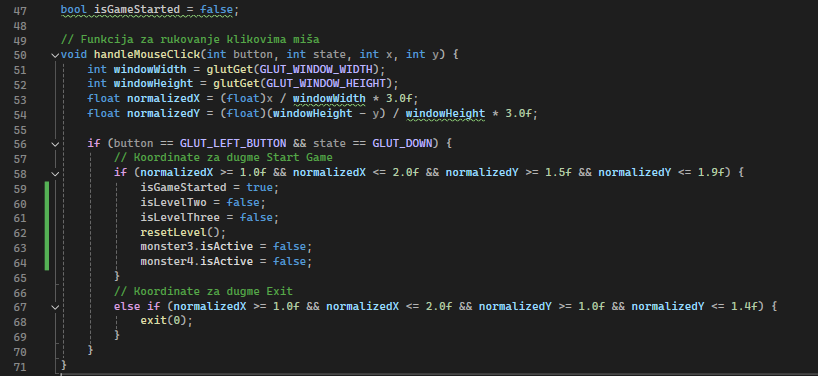 47 bool isGameStarted = false;
48
49 // Funkcija za rukovanje klikovima miša
50 void handleMouseClick(int button, int state, int x, int y) {
51 int windowWidth = glutGet(GLUT_WINDOW_WIDTH);
52 int windowHeight = glutGet(GLUT_WINDOW_HEIGHT);
53 float normalizedX = (float)x / windowWidth * 3.0f;
54 float normalizedY = (float)(windowHeight - y) / windowHeight * 3.0f;
55
56 if (button == GLUT_LEFT_BUTTON && state == GLUT_DOWN) {
57 // Koordinate za dugme Start Game
58 if (normalizedX >= 1.0f && normalizedX <= 2.0f && normalizedY >= 1.5f && normalizedY <= 1.9f) {
59 isGameStarted = true;
60 isLevelTwo = false;
61 isLevelThree = false;
62 resetLevel();
63 monster3.isActive = false;
64 monster4.isActive = false;
65 }
66 // Koordinate za dugme Exit
67 else if (normalizedX >= 1.0f && normalizedX <= 2.0f && normalizedY >= 1.0f && normalizedY <= 1.4f) {
68 exit(0);
69 }
70 }
71 }